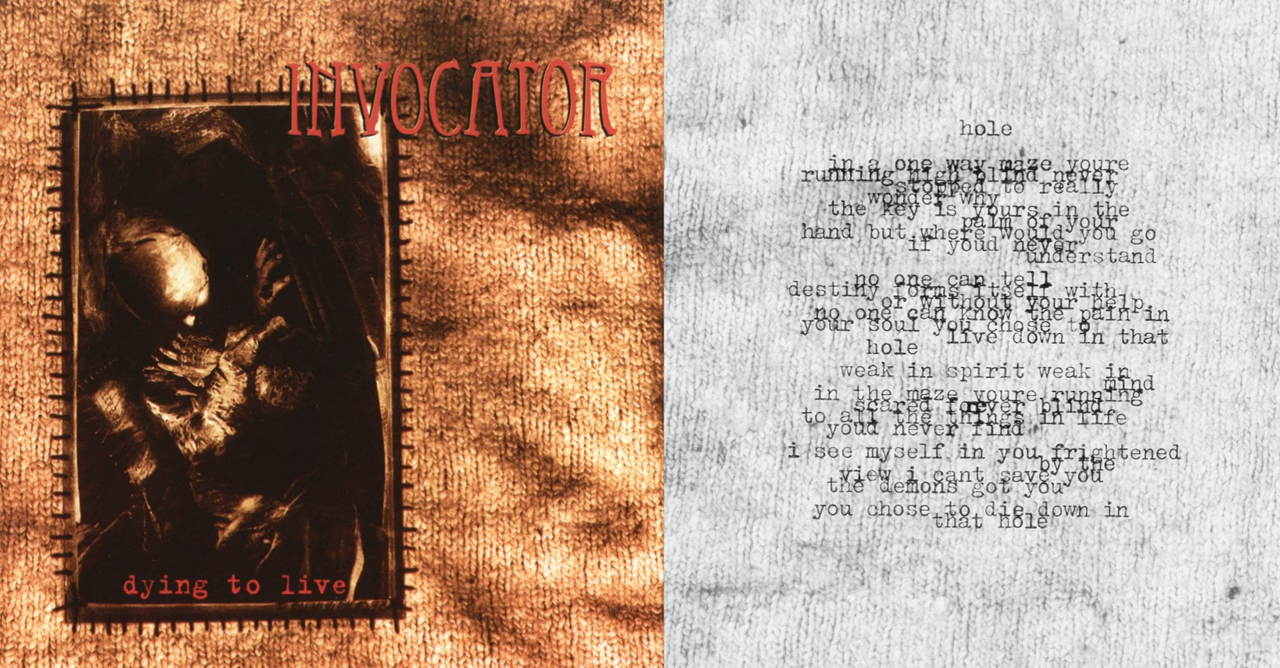 INVOCATOR
dying to live
hole
in a one way maze youre
running high blind never
stopped to really
wonder why
the key is yours in the
palm of your
hand but where would you go
if youd never
understand
no one can tell
destiny forms itself with
or without your help
no one can know the pain in
your soul you chose to
live down in that
hole
weak in spirit weak in
mind
in the maze youre running
scared forever blind
to all the things in life
youd never find
i see myself in you frightened
by the
view i cant save you
the demons got you
you chose to die down in
that hole